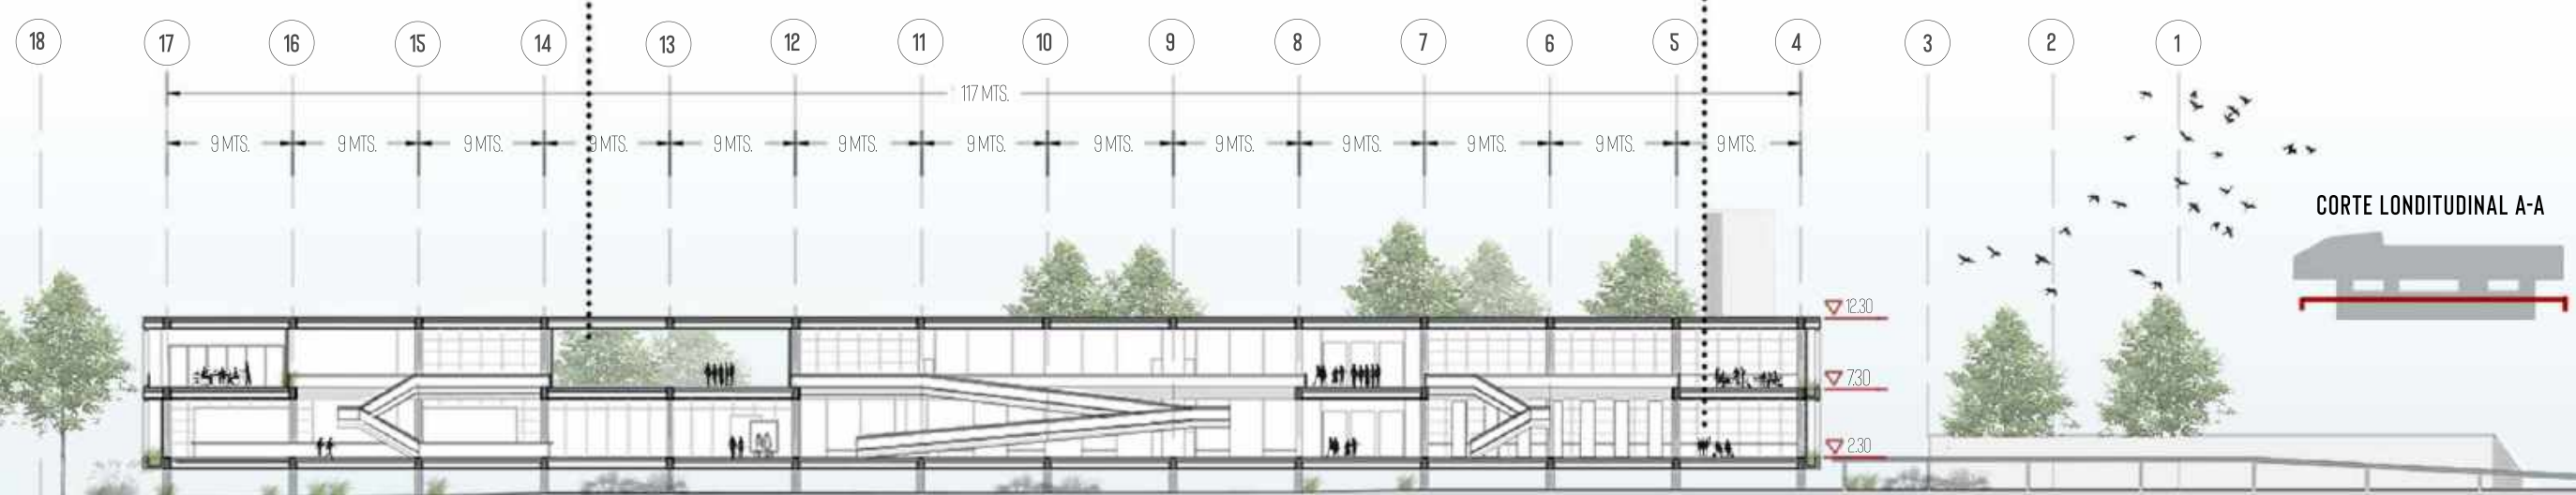 18 17 16 15 14 13 12 11 10 9 8 7 6 5 4 3 2 1
117 MTS.
9 MTS. 9 MTS. 9 MTS. 9 MTS. 9 MTS. 9 MTS. 9 MTS. 9 MTS. 9 MTS. 9 MTS. 9 MTS. 9 MTS. 9 MTS.
CORTE LONDITUDINAL A-A
12.30
7.30
2.30